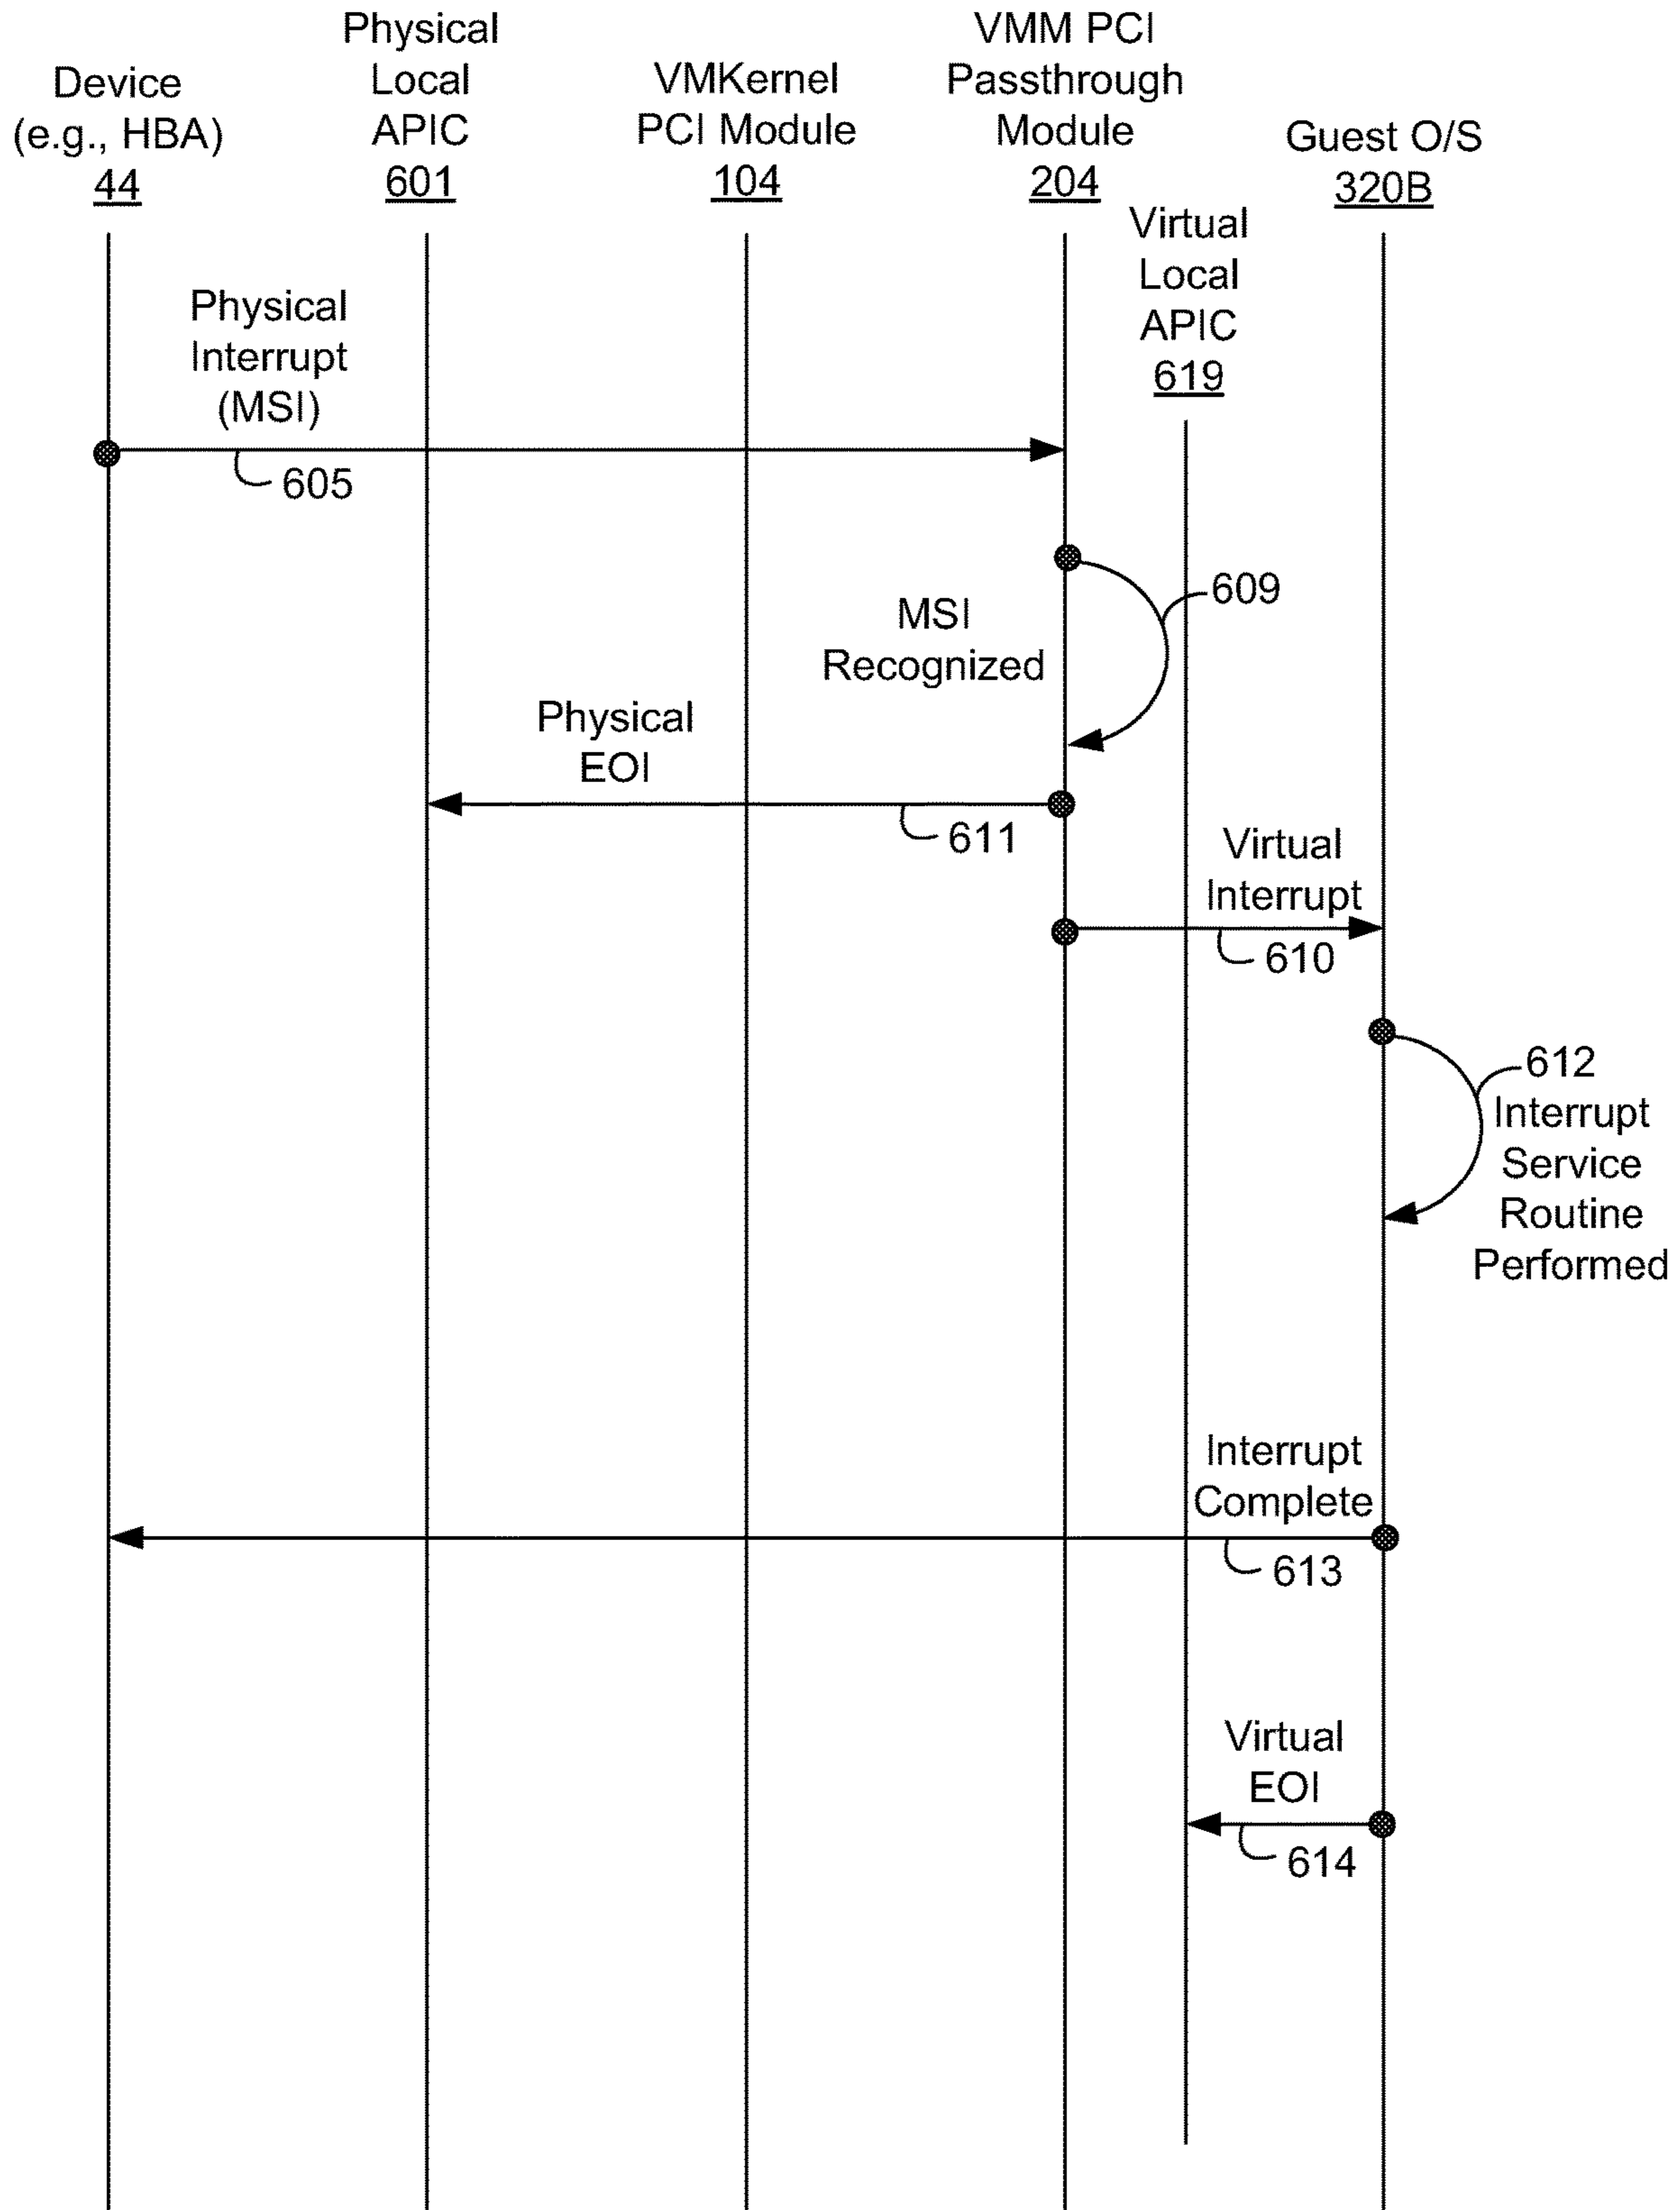 Device
(e.g., HBA)
44
Physical
Local
APIC
601
VMKernel
PCI Module
104
VMM PCI
Passthrough
Module
204
Guest O/S
320B
Virtual
Local
APIC
619
Physical
Interrupt
(MSI)
605
609
MSI
Recognized
Physical
EOI
611
Virtual
Interrupt
610
612
Interrupt
Service
Routine
Performed
Interrupt
Complete
613
Virtual
EOI
614